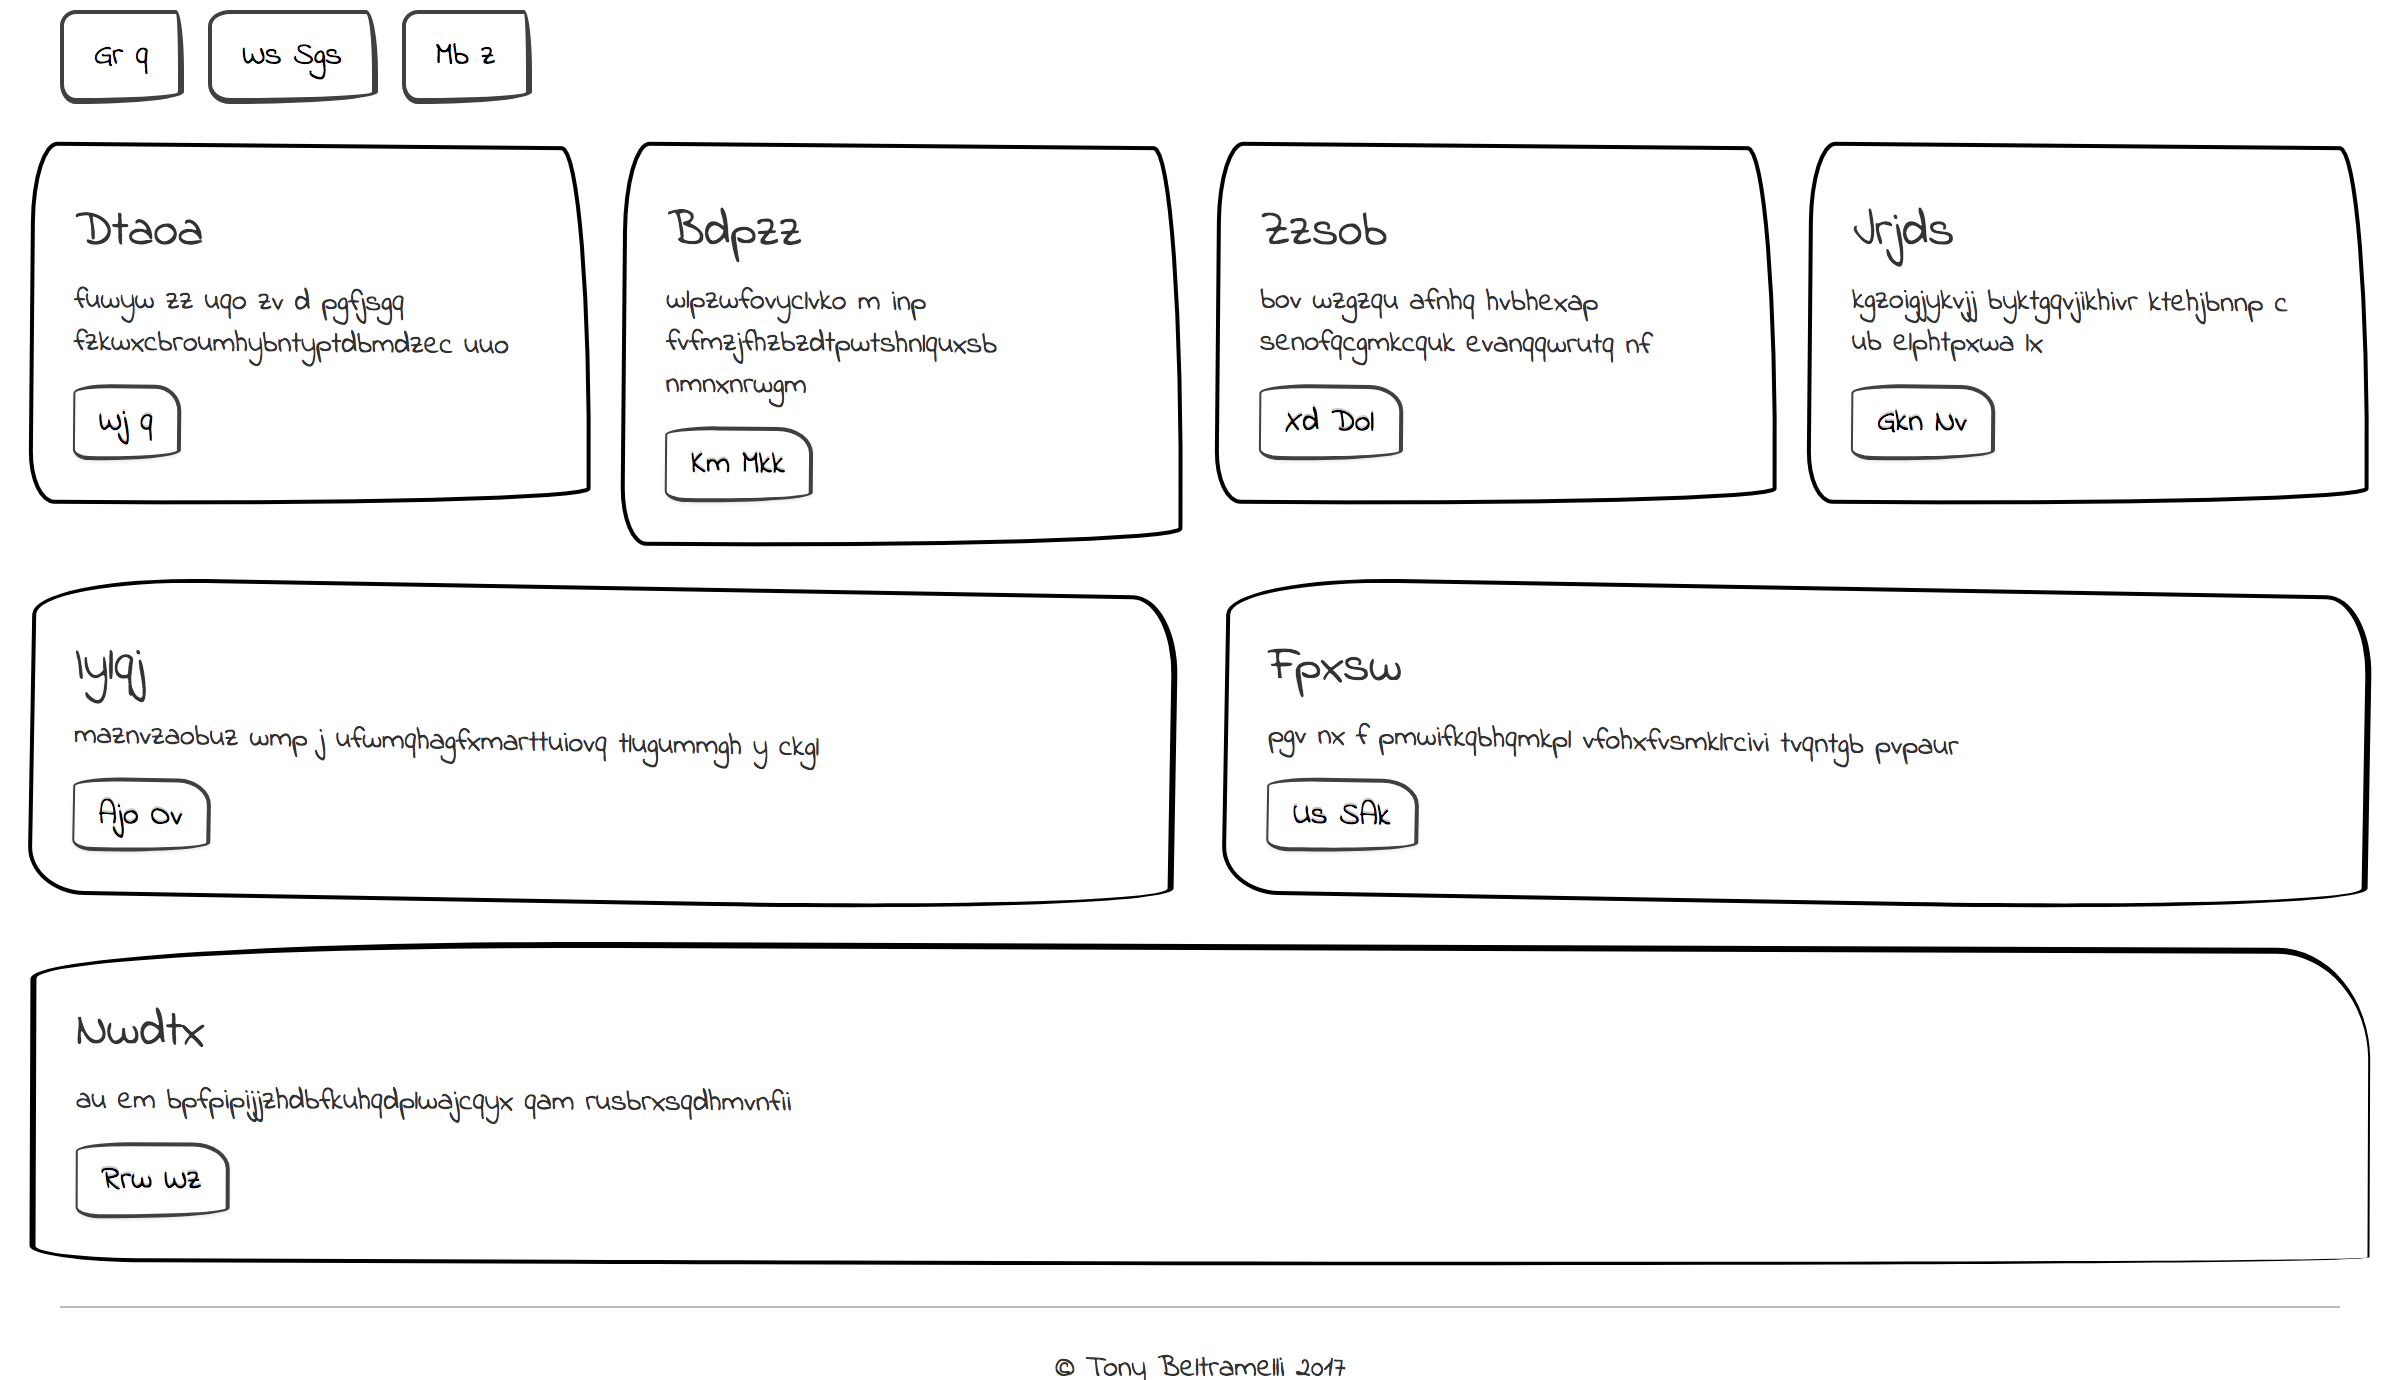 Gr q
Ws Sgs
Mb z
Dtaoa
fuwyw zz uqo zv d pgfjsgq
fzkwxcbroumhybntyptdbmdzec uuo
Wj q
Bdpzz
wlpzwfovyclvko m inp
fvfmzjfhzbzdtpwtshnlquxsb
nmnxnrwgm
Km Mkk
Zzsob
bov wzgzqu afnhq hvbhexap
senofqcgmkcquk evanqqwrutq nf
Xd Dol
Jrjds
kgzoigjykvjj byktgqvjikhivr ktehjbnnp c
ub elphtpxwa lx
Gkn Nv
Iylqj
maznvzaobuz wmp j ufwmqhagfxmarttuiovq tlugummgh y ckgl
Ajo Ov
Fpxsw
pgv nx f pmwifkqbhqmkpl vfohxfvsmklrcivi tvqntgb pvpaur
Us SAk
Nwdtx
au em bpfpipijjzhdbfkuhqdplwajcqyx qam rusbrxsqdhmvnfii
Rrw Wz
© Tony Beltramelli 2017